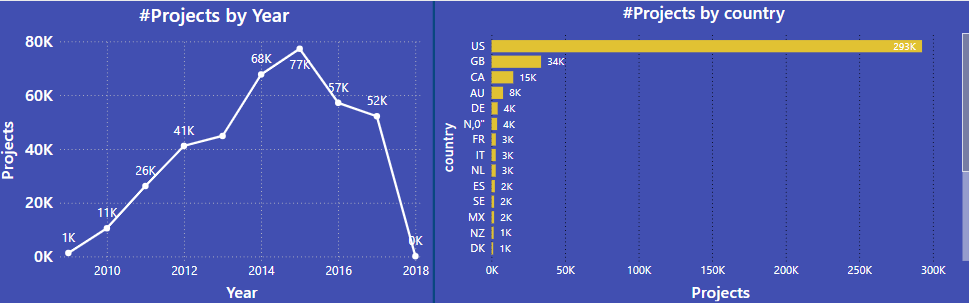 #Projects by Year
80K
60K
40K
20K
0K
Projects
1K
11K
26K
41K
68K
77K
57K
52K
0K
2010
2012
2014
2016
2018
Year
#Projects by country
country
US 293K
GB 34K
CA 15K
AU 8K
DE 4K
N,0" 4K
FR 3K
IT 3K
NL 3K
ES 2K
SE 2K
MX 2K
NZ 1K
DK 1K
0K
50K
100K
150K
200K
250K
300K
Projects